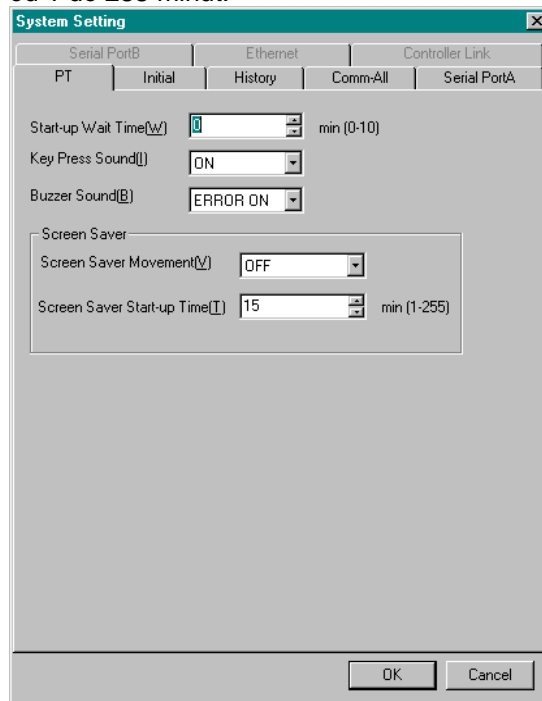 od 1 do 255 minut.
System Setting
Serial PortB Ethernet Controller Link
PT Initial History Comm-All Serial PortA
Start-up Wait Time(W) 0 min (0-10)
Key Press Sound(I) ON
Buzzer Sound(B) ERROR ON
Screen Saver
Screen Saver Movement(V) OFF
Screen Saver Start-up Time(T) 15 min (1-255)
OK Cancel